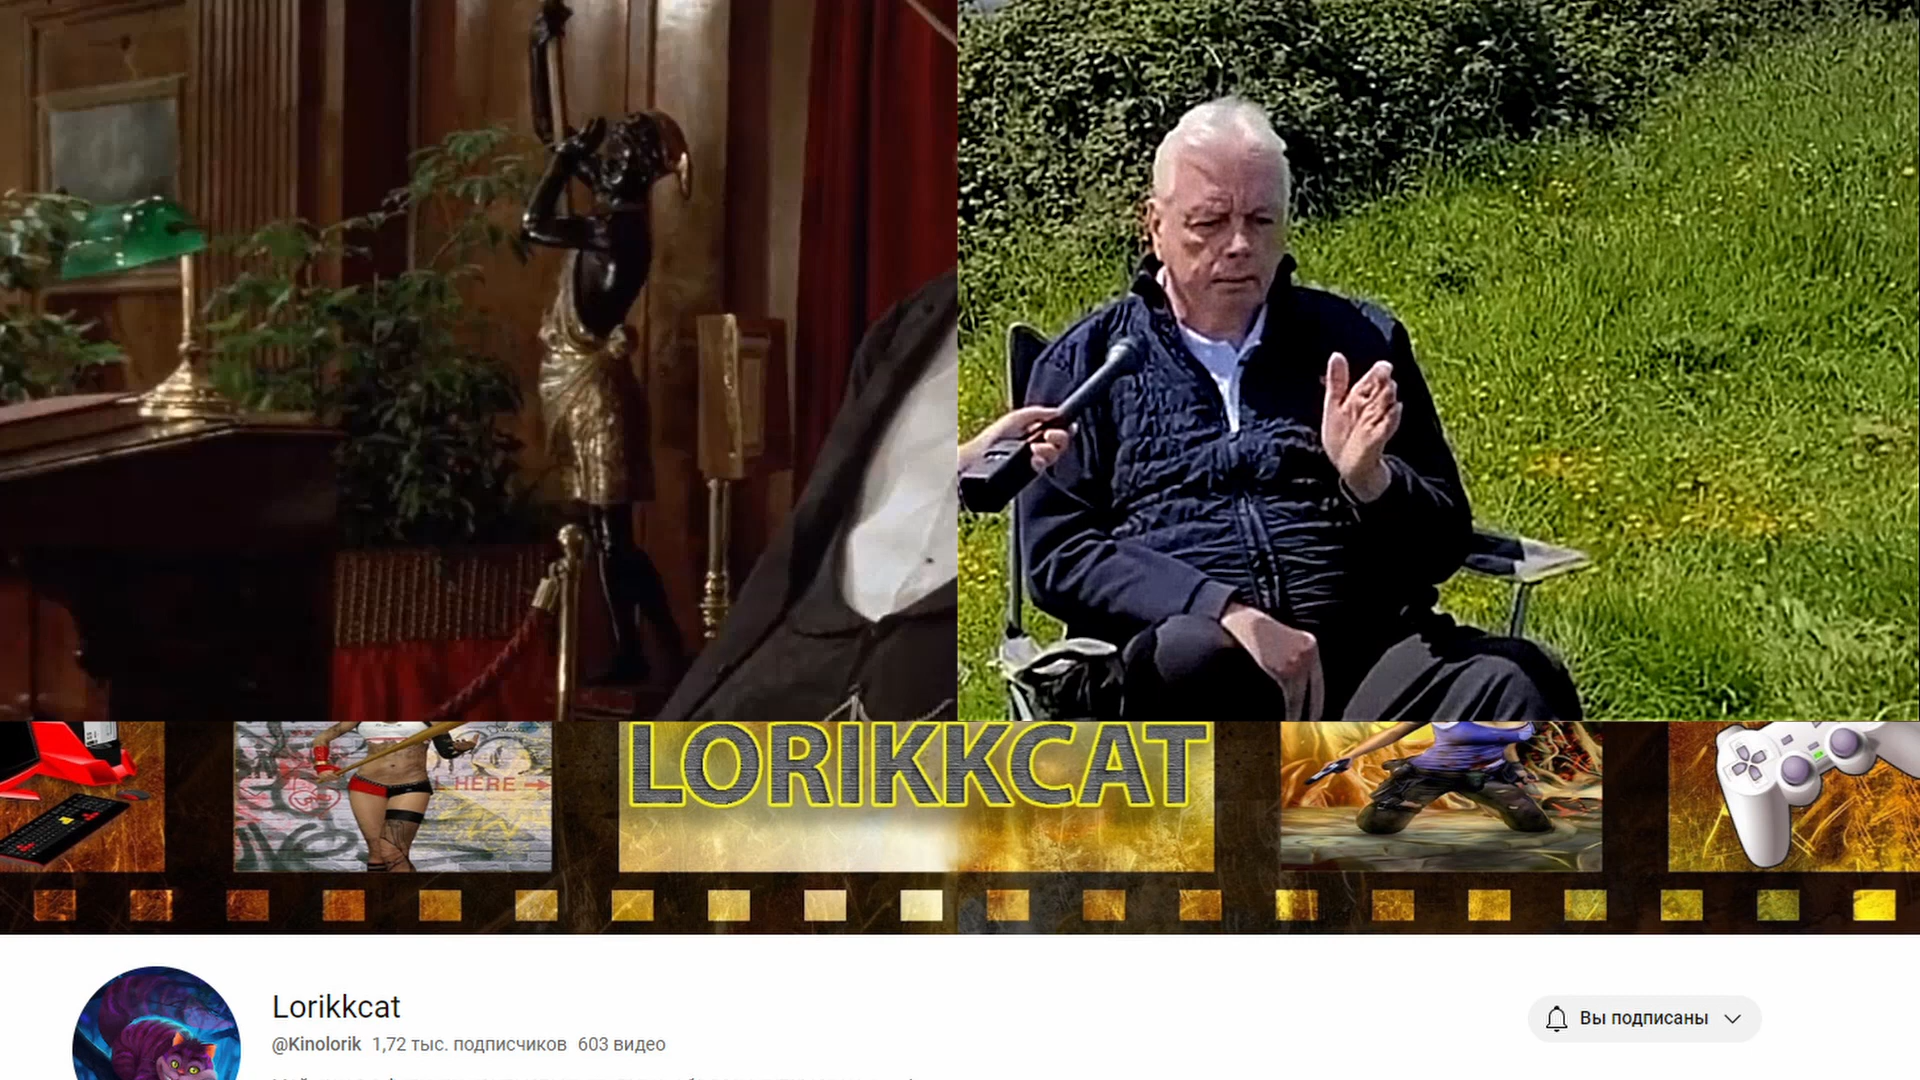 LORIKKCAT
HERE →
Lorikkcat
@Kinolorik 1,72 тыс. подписчиков 603 видео
Вы подписаны